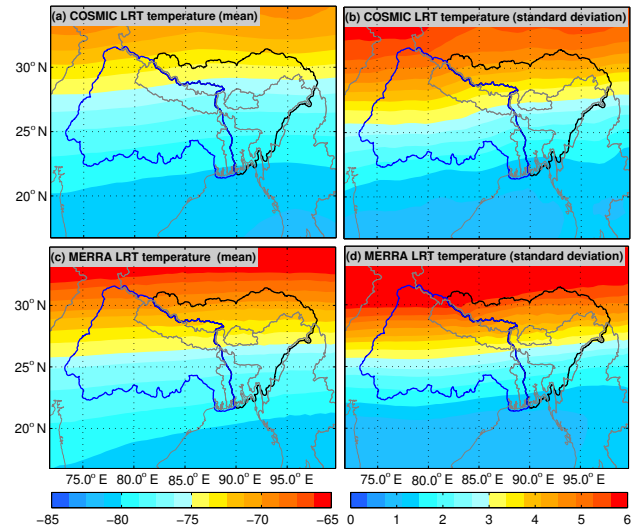 (a) COSMIC LRT temperature (mean)
(b) COSMIC LRT temperature (standard deviation)
30° N
25° N
20° N
(c) MERRA LRT temperature (mean)
(d) MERRA LRT temperature (standard deviation)
30° N
25° N
20° N
75.0° E 80.0° E 85.0° E 90.0° E 95.0° E
75.0° E 80.0° E 85.0° E 90.0° E 95.0° E
−85 −80 −75 −70 −65
0 1 2 3 4 5 6